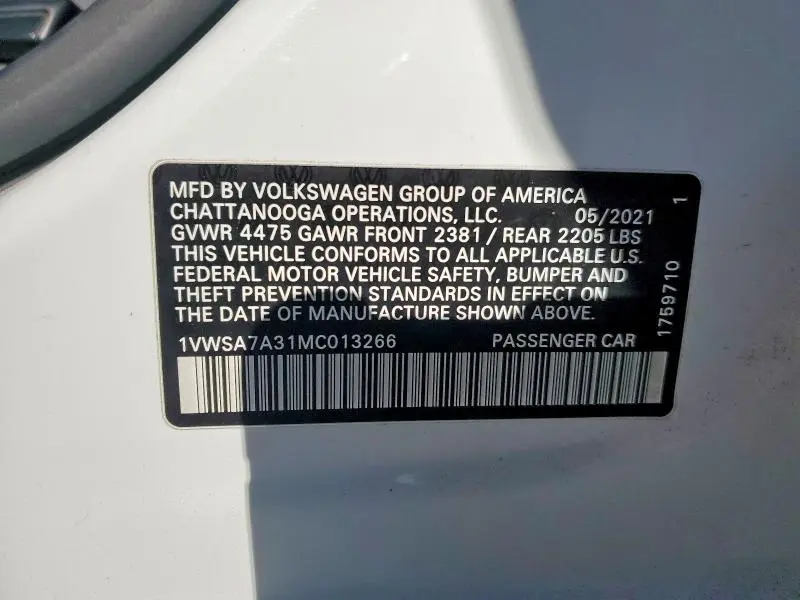 MFD BY VOLKSWAGEN GROUP OF AMERICA
CHATTANOOGA OPERATIONS, LLC. 05/2021
GVWR 4475 GAWR FRONT 2381 / REAR 2205 LBS
THIS VEHICLE CONFORMS TO ALL APPLICABLE U.S.
FEDERAL MOTOR VEHICLE SAFETY, BUMPER AND
THEFT PREVENTION STANDARDS IN EFFECT ON
THE DATE OF MANUFACTURE SHOWN ABOVE.
1VWSA7A31MC013266 PASSENGER CAR
1759710 1